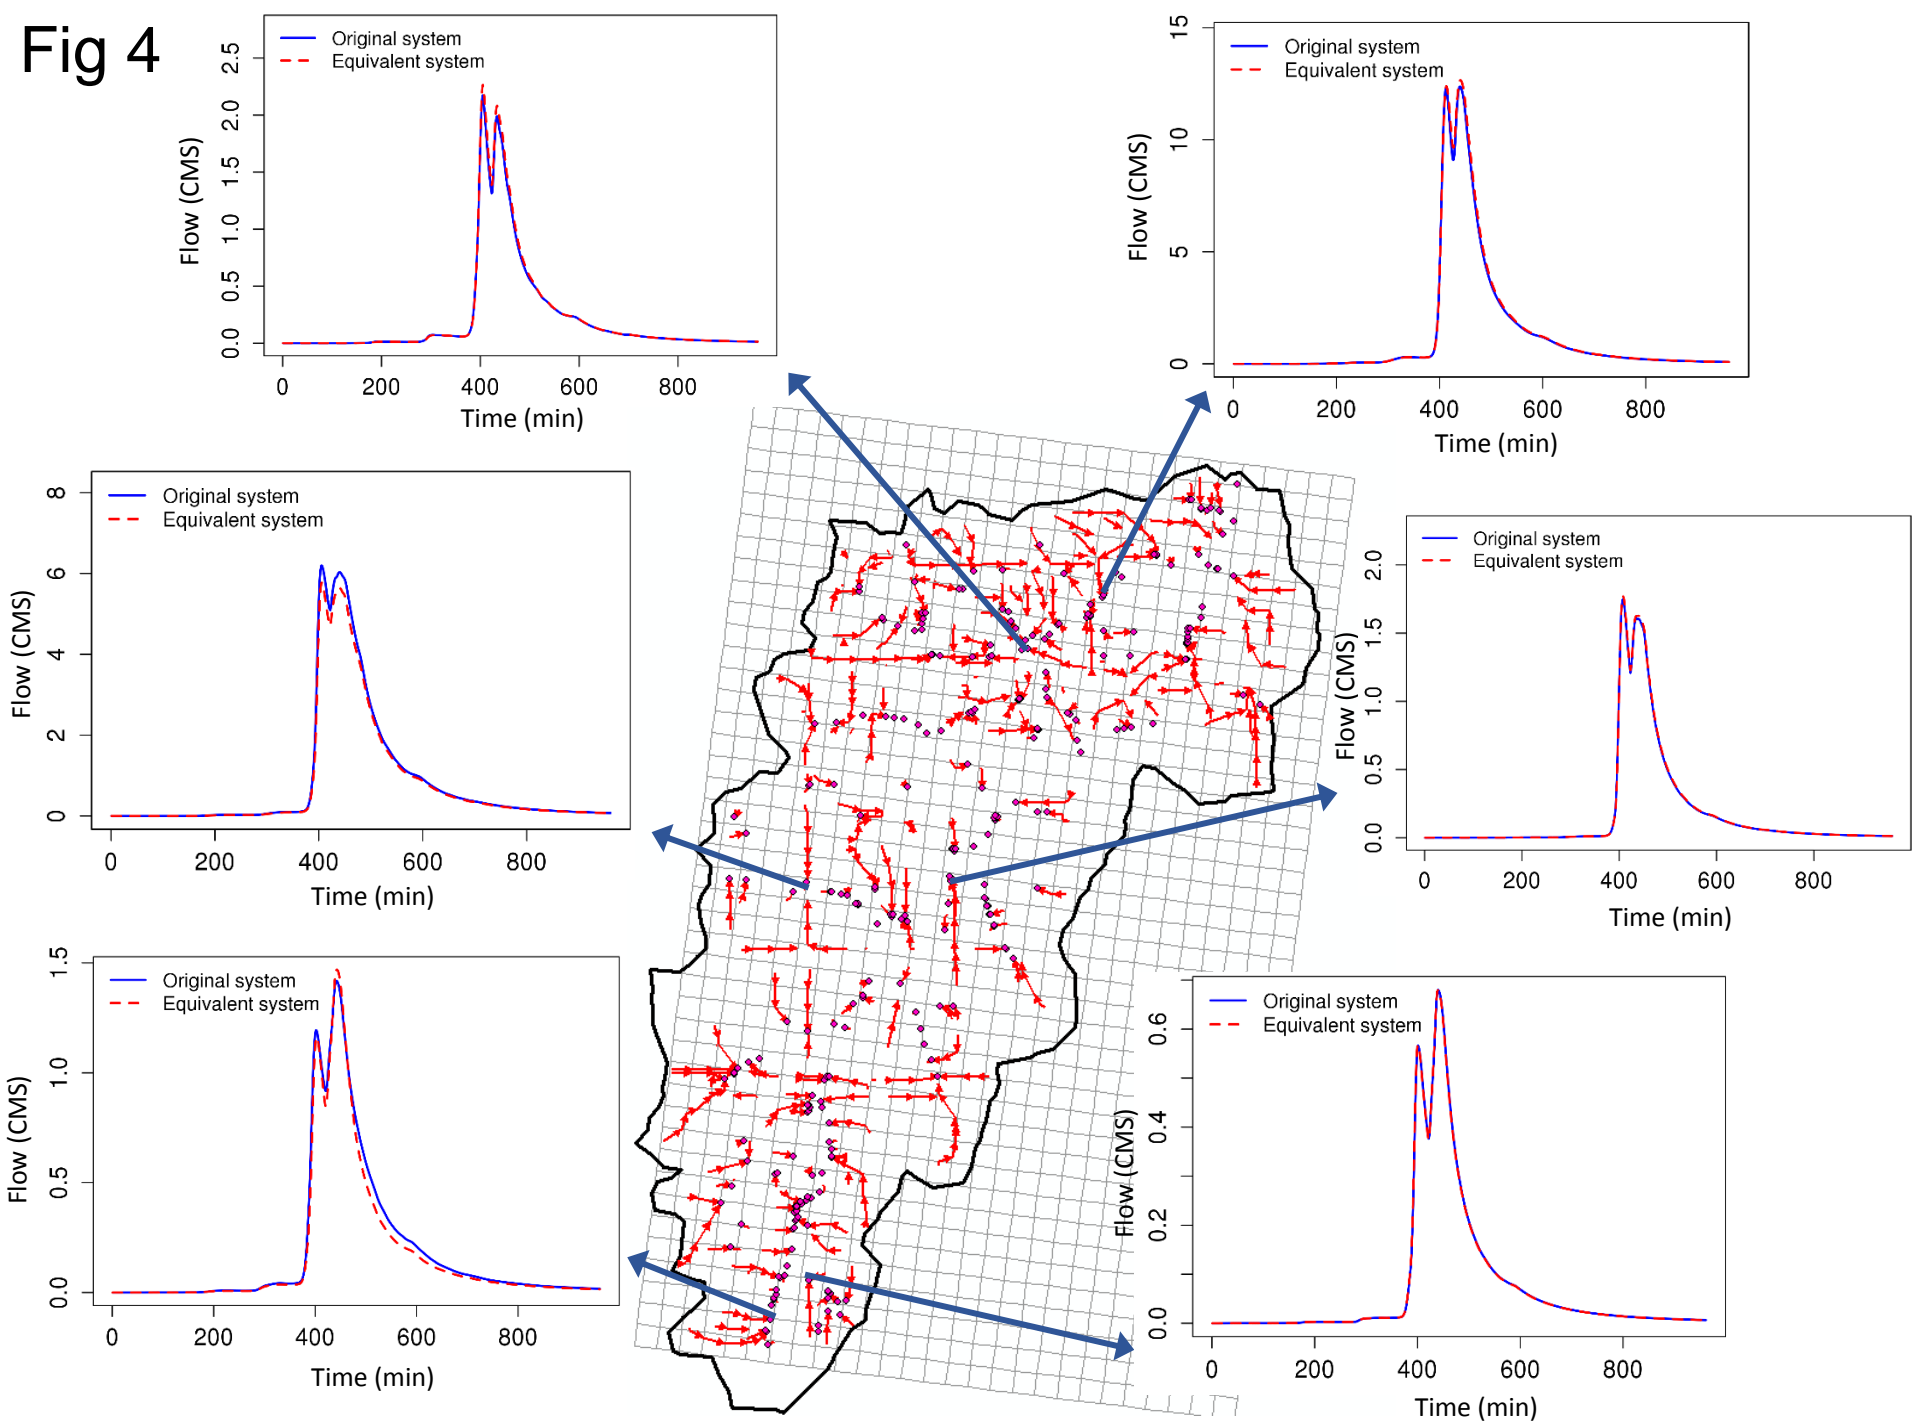 Fig 4
Original system
Equivalent system
Flow (CMS)
0.0 0.5 1.0 1.5 2.0 2.5
0 200 400 600 800
Time (min)
Original system
Equivalent system
Flow (CMS)
0 5 10 15
0 200 400 600 800
Time (min)
Original system
Equivalent system
Flow (CMS)
0 2 4 6 8
0 200 400 600 800
Time (min)
Original system
Equivalent system
Flow (CMS)
0.0 0.5 1.0 1.5 2.0
0 200 400 600 800
Time (min)
Original system
Equivalent system
Flow (CMS)
0.0 0.5 1.0 1.5
0 200 400 600 800
Time (min)
Original system
Equivalent system
Flow (CMS)
0.0 0.2 0.4 0.6
0 200 400 600 800
Time (min)